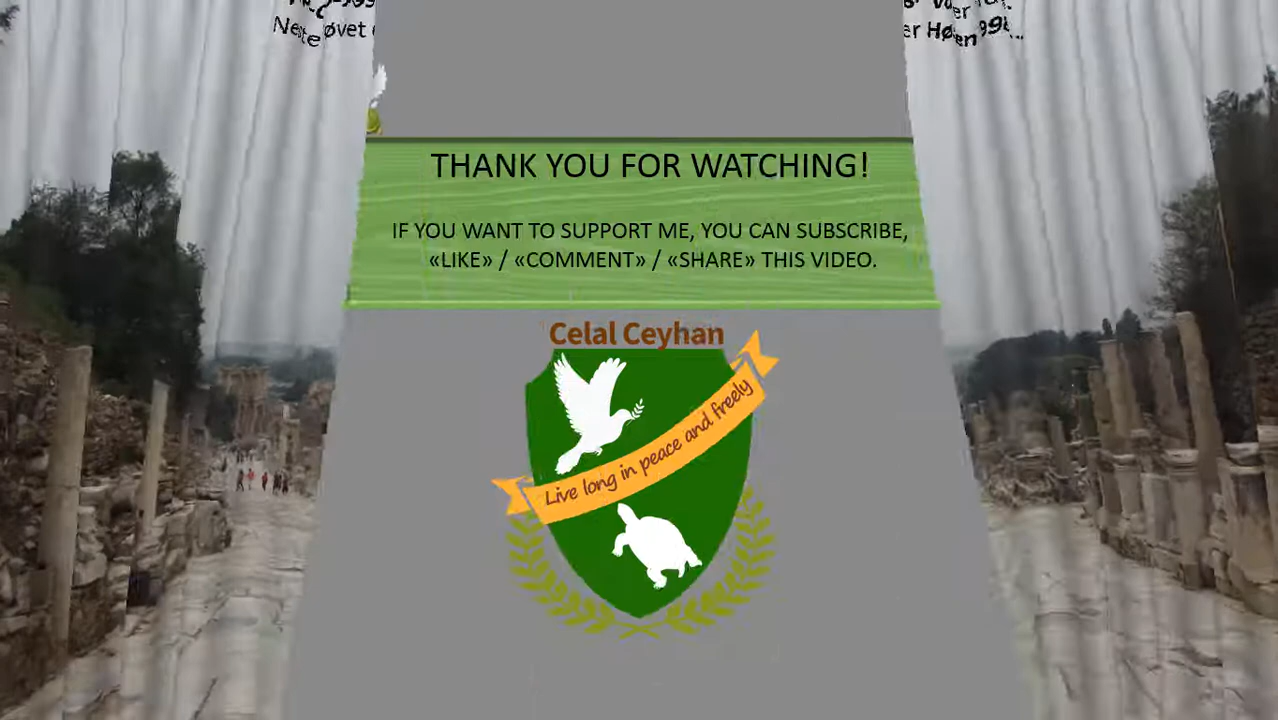 THANK YOU FOR WATCHING!
IF YOU WANT TO SUPPORT ME, YOU CAN SUBSCRIBE,
«LIKE» / «COMMENT» / «SHARE» THIS VIDEO.
Celal Ceyhan
Live long in peace and freely